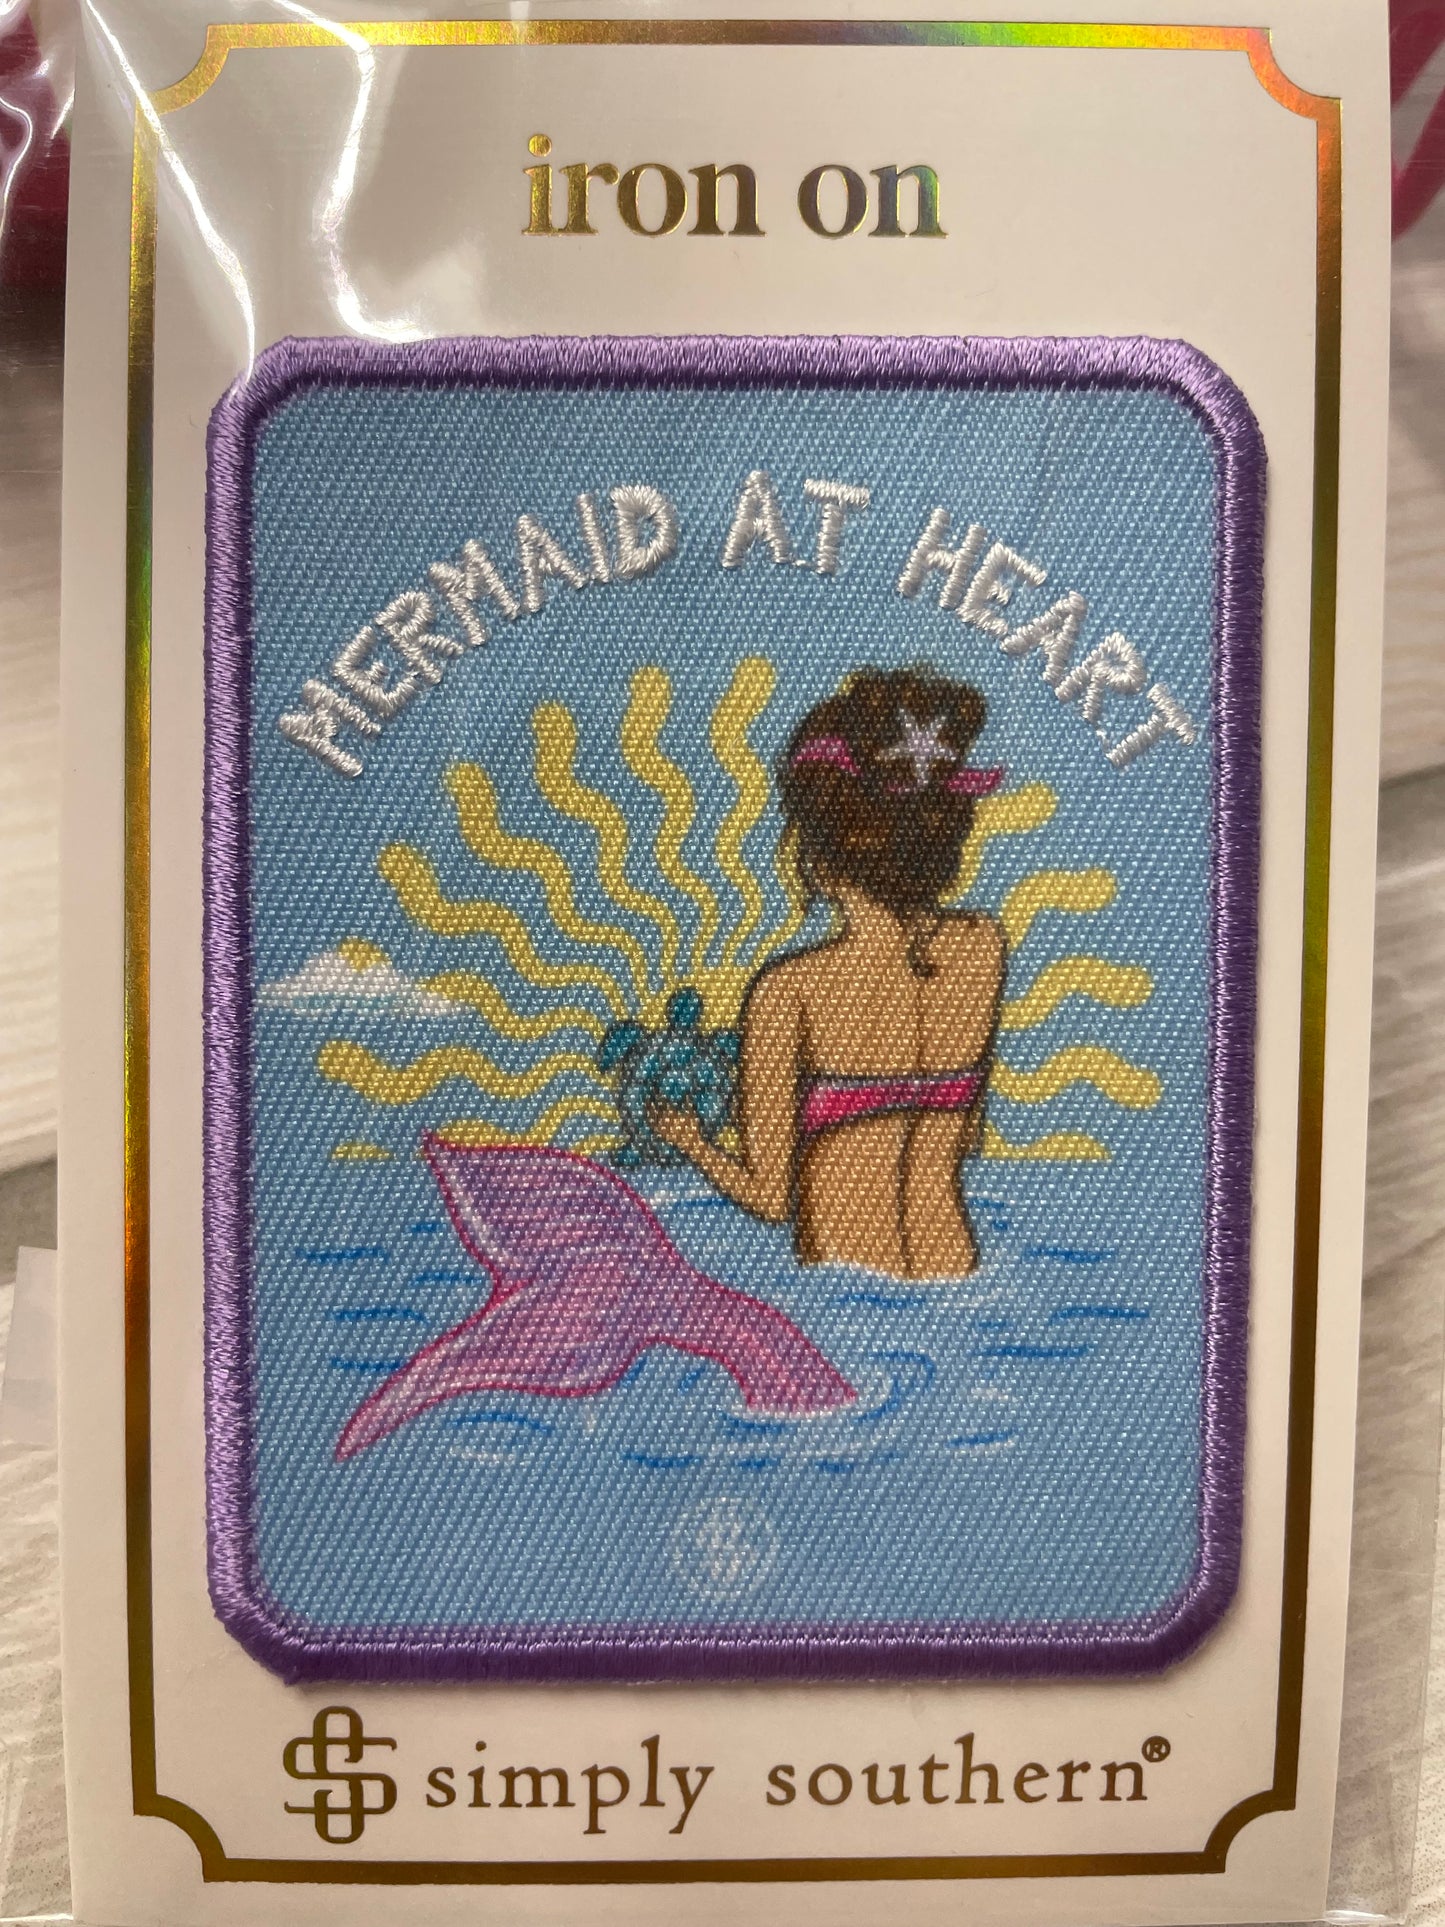 iron on
MERMAID AT HEART
simply southern®